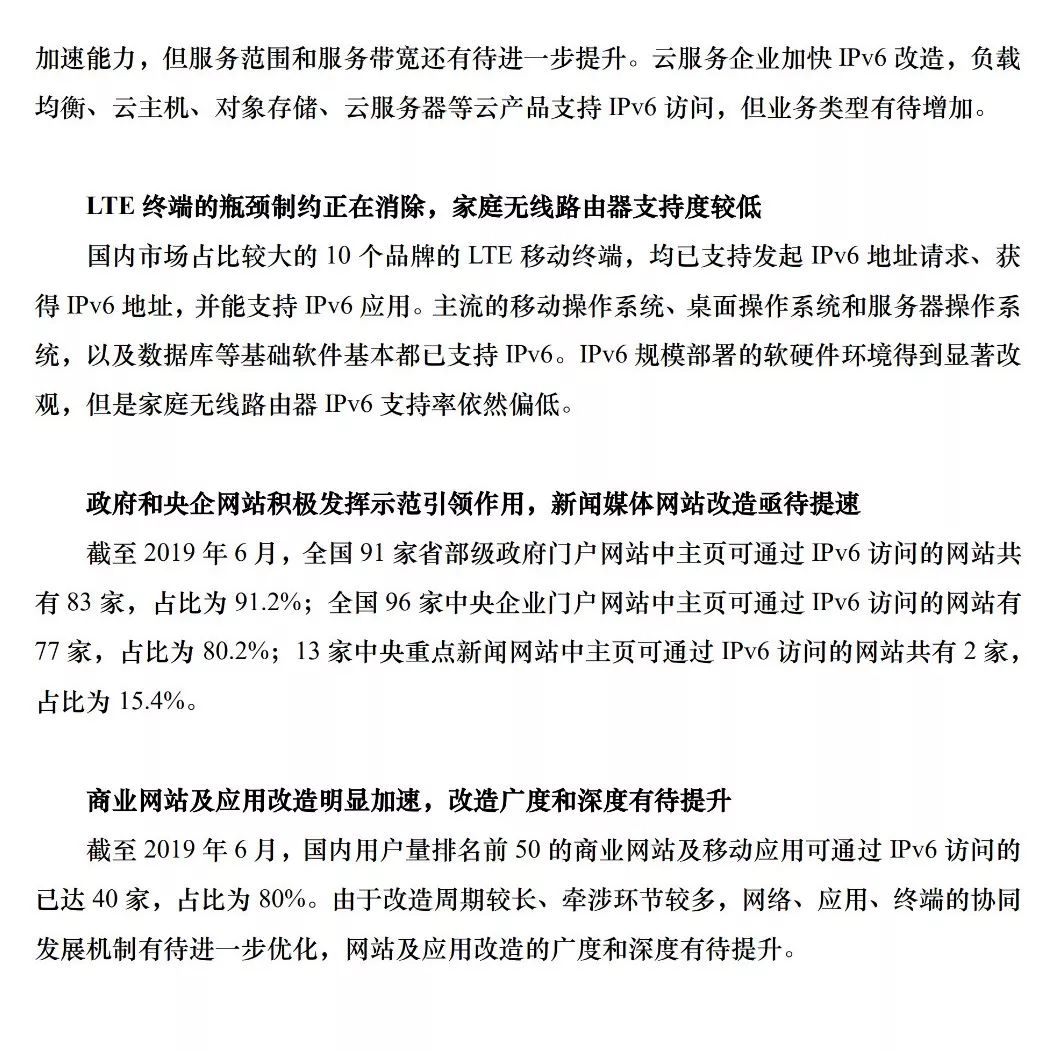 加速能力，但服务范围和服务带宽还有待进一步提升。云服务企业加快 IPv6 改造，负载
均衡、云主机、对象存储、云服务器等云产品支持 IPv6 访问，但业务类型有待增加。
LTE 终端的瓶颈制约正在消除，家庭无线路由器支持度较低
国内市场占比较大的 10 个品牌的 LTE 移动终端，均已支持发起 IPv6 地址请求、获
得 IPv6 地址，并能支持 IPv6 应用。主流的移动操作系统、桌面操作系统和服务器操作系
统，以及数据库等基础软件基本都已支持 IPv6。IPv6 规模部署的软硬件环境得到显著改
观，但是家庭无线路由器 IPv6 支持率依然偏低。
政府和央企网站积极发挥示范引领作用，新闻媒体网站改造亟待提速
截至 2019 年 6 月，全国 91 家省部级政府门户网站中主页可通过 IPv6 访问的网站共
有 83 家，占比为 91.2%；全国 96 家中央企业门户网站中主页可通过 IPv6 访问的网站有
77 家，占比为 80.2%；13 家中央重点新闻网站中主页可通过 IPv6 访问的网站共有 2 家，
占比为 15.4%。
商业网站及应用改造明显加速，改造广度和深度有待提升
截至 2019 年 6 月，国内用户量排名前 50 的商业网站及移动应用可通过 IPv6 访问的
已达 40 家，占比为 80%。由于改造周期较长、牵涉环节较多，网络、应用、终端的协同
发展机制有待进一步优化，网站及应用改造的广度和深度有待提升。